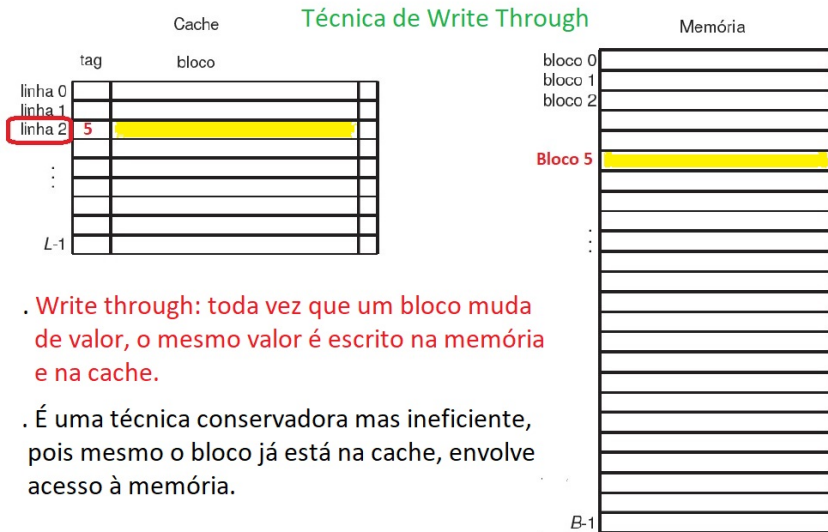 Técnica de Write Through
Cache
Memória
tag
bloco
linha 0
linha 1
linha 2
5
⋮
L-1
bloco 0
bloco 1
bloco 2
Bloco 5
⋮
B-1
. Write through: toda vez que um bloco muda
de valor, o mesmo valor é escrito na memória
e na cache.
. É uma técnica conservadora mas ineficiente,
pois mesmo o bloco já está na cache, envolve
acesso à memória.